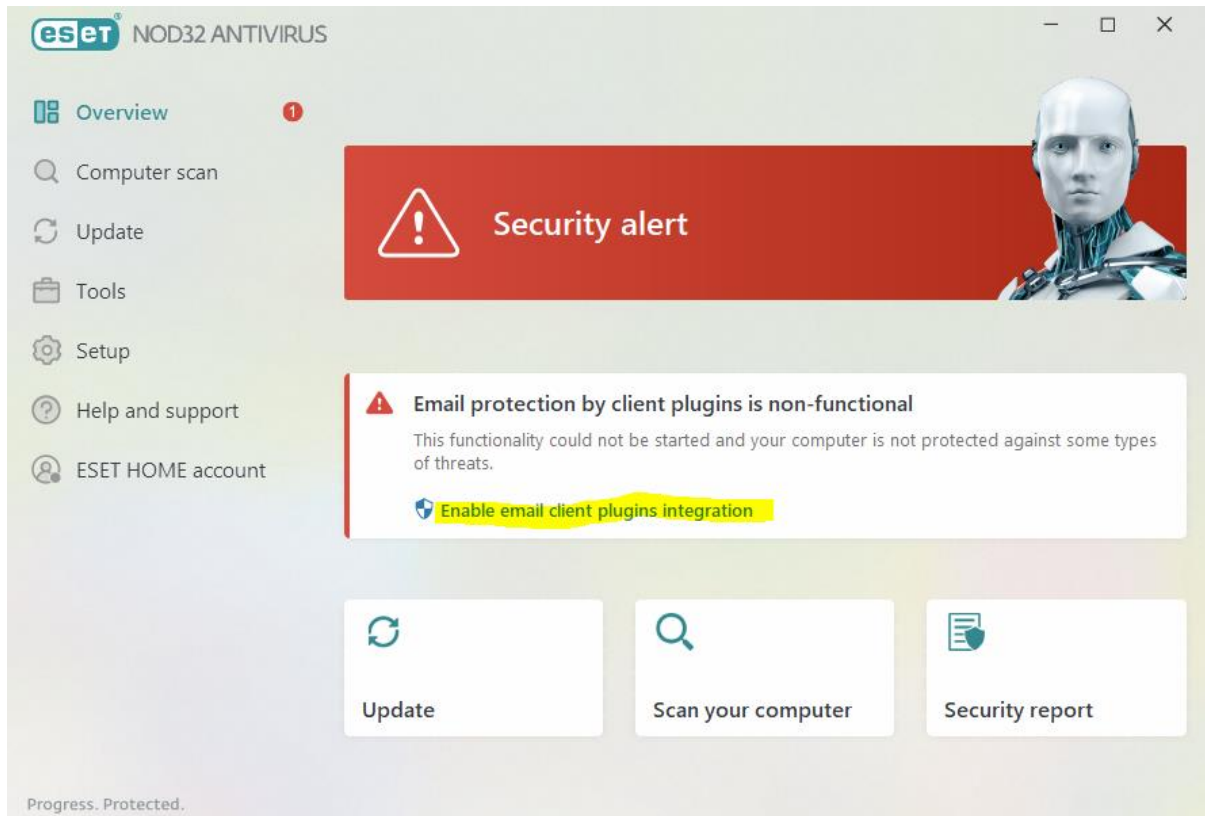 eset® NOD32 ANTIVIRUS
Overview 1
Computer scan
Update
Tools
Setup
Help and support
ESET HOME account
Security alert
Email protection by client plugins is non-functional
This functionality could not be started and your computer is not protected against some types
of threats.
Enable email client plugins integration
Update
Scan your computer
Security report
Progress. Protected.